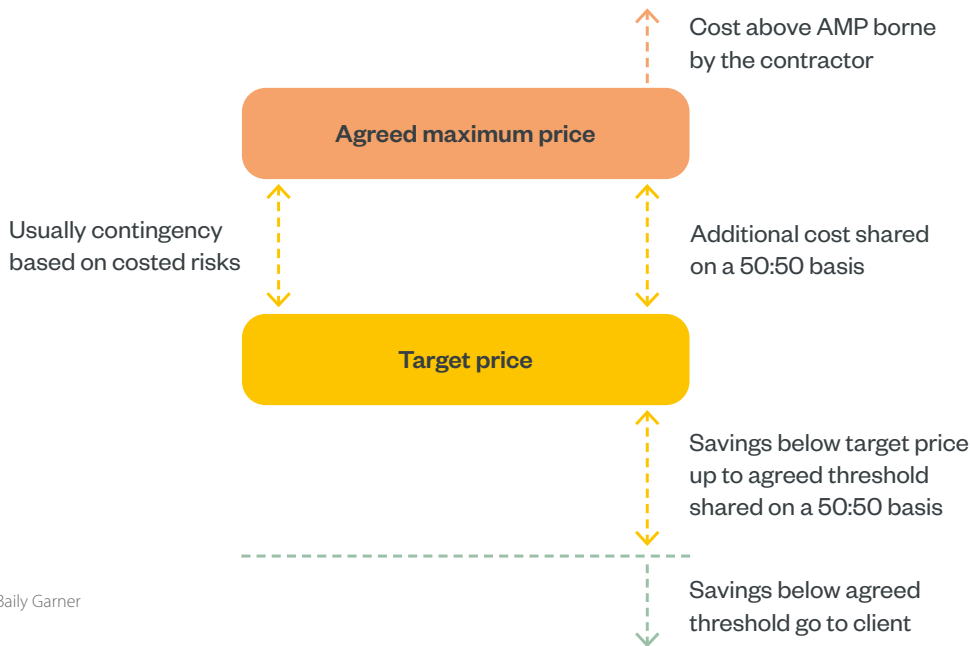 Cost above AMP borne
by the contractor
Agreed maximum price
Usually contingency
based on costed risks
Additional cost shared
on a 50:50 basis
Target price
Savings below target price
up to agreed threshold
shared on a 50:50 basis
Baily Garner
Savings below agreed
threshold go to client